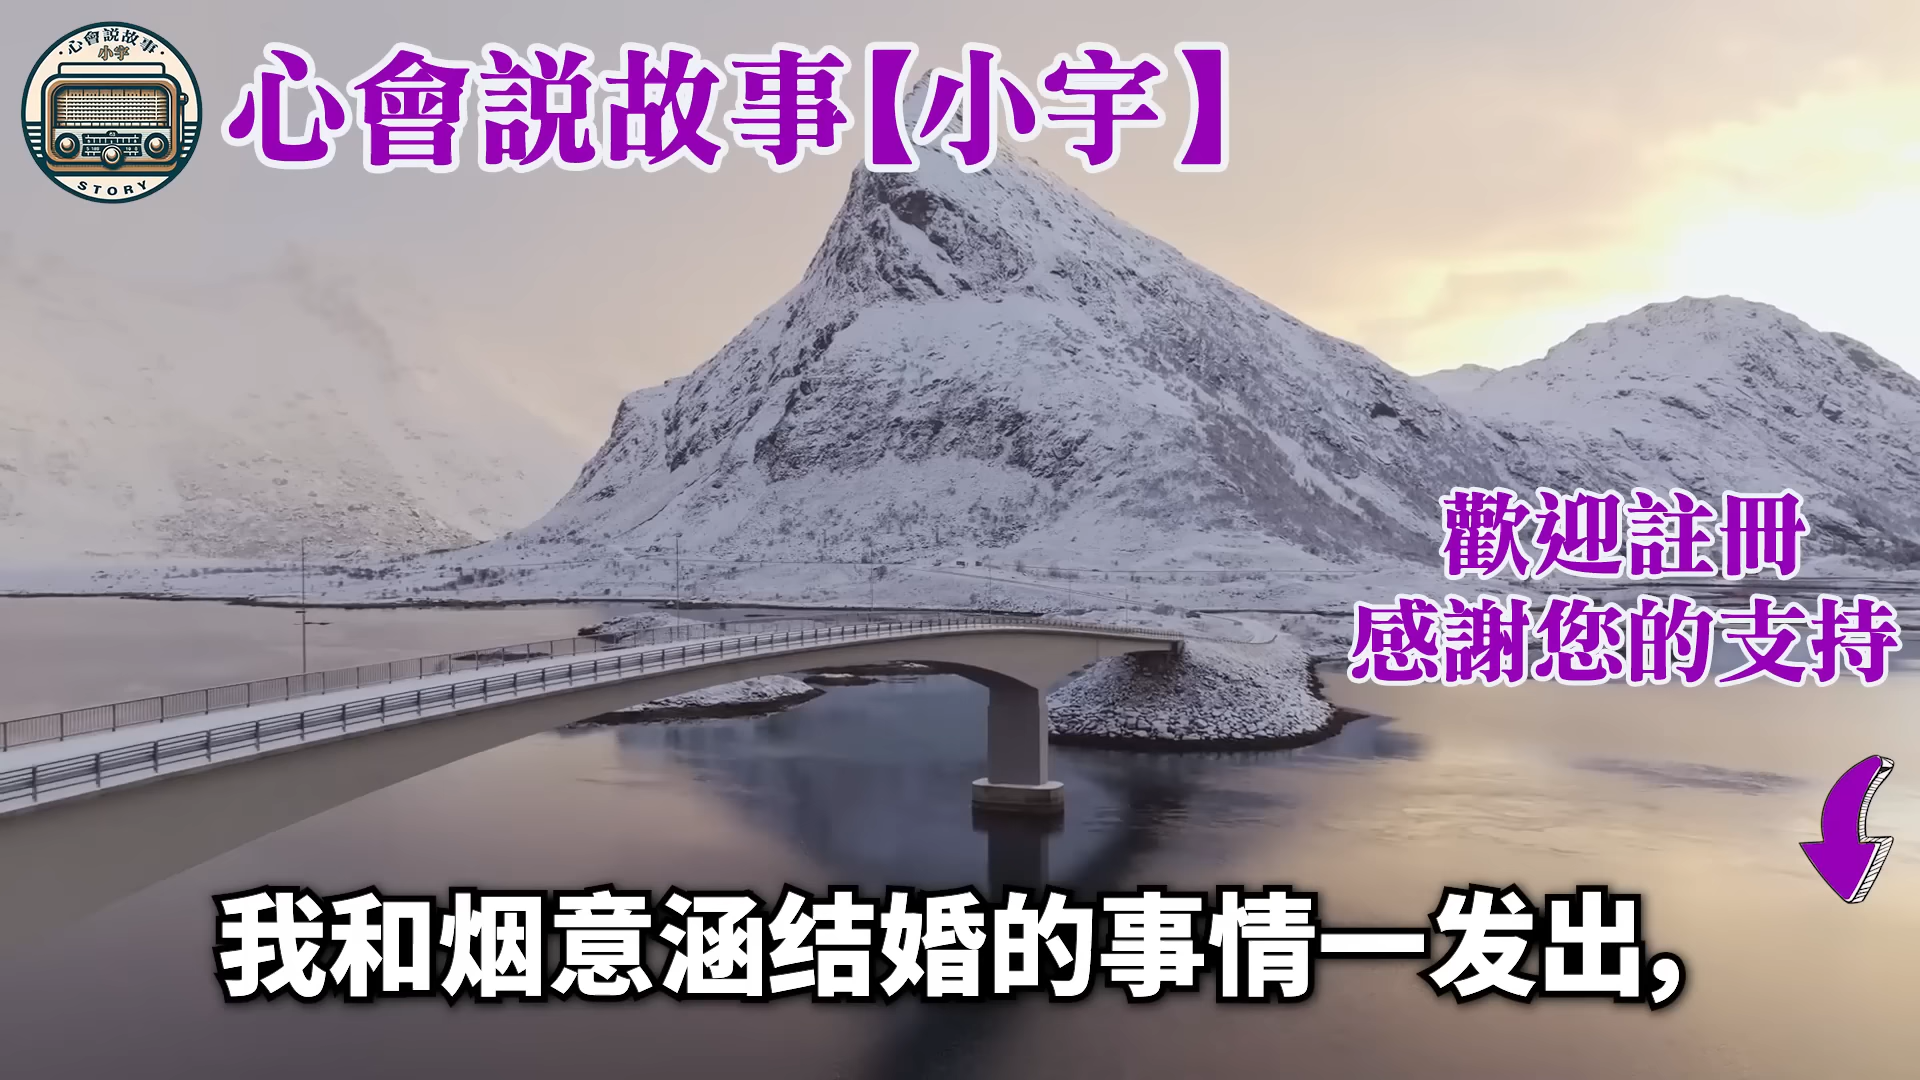 心會説故事
小宇
STORY
心會説故事【小宇】
歡迎註冊
感謝您的支持
我和烟意涵结婚的事情一发出,